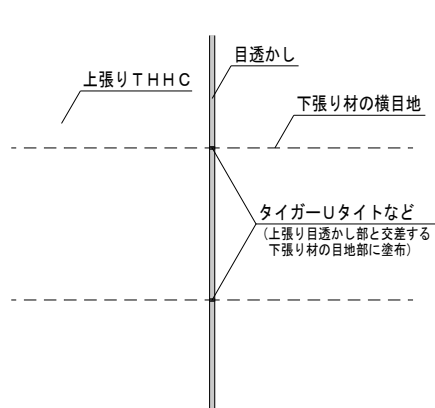 目透かし
上張りTHHC
下張り材の横目地
タイガーUタイトなど
(上張り目透かし部と交差する
下張り材の目地部に塗布)